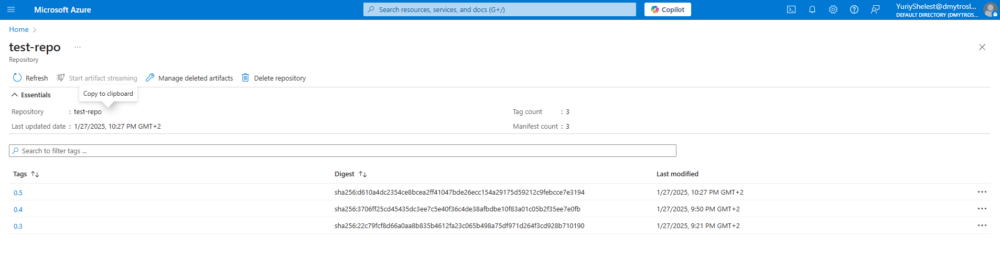 Microsoft Azure
Search resources, services, and docs (G+/)
Copilot
YuriyShelest@dmytrosl...
DEFAULT DIRECTORY (DMYTROS...
Home
test-repo ...
Repository
Refresh Start artifact streaming Manage deleted artifacts Delete repository
Copy to clipboard
Essentials
Repository : test-repo Tag count : 3
Last updated date : 1/27/2025, 10:27 PM GMT+2 Manifest count : 3
Search to filter tags ...
Tags Digest Last modified
0.5 sha256:d610a4dc2354ce8bcea2ff41047bde26ecc154a29175d59212c9febcce7e3194 1/27/2025, 10:27 PM GMT+2
0.4 sha256:3706ff25cd45435dc3ee7c5e40f36c4de38afbdbe10f83a01c05b2f35ee7e0fb 1/27/2025, 9:50 PM GMT+2
0.3 sha256:22c79fcf8d66a0aa8b835b4612fa23c065b498a75df971d264f3cd928b710190 1/27/2025, 9:21 PM GMT+2